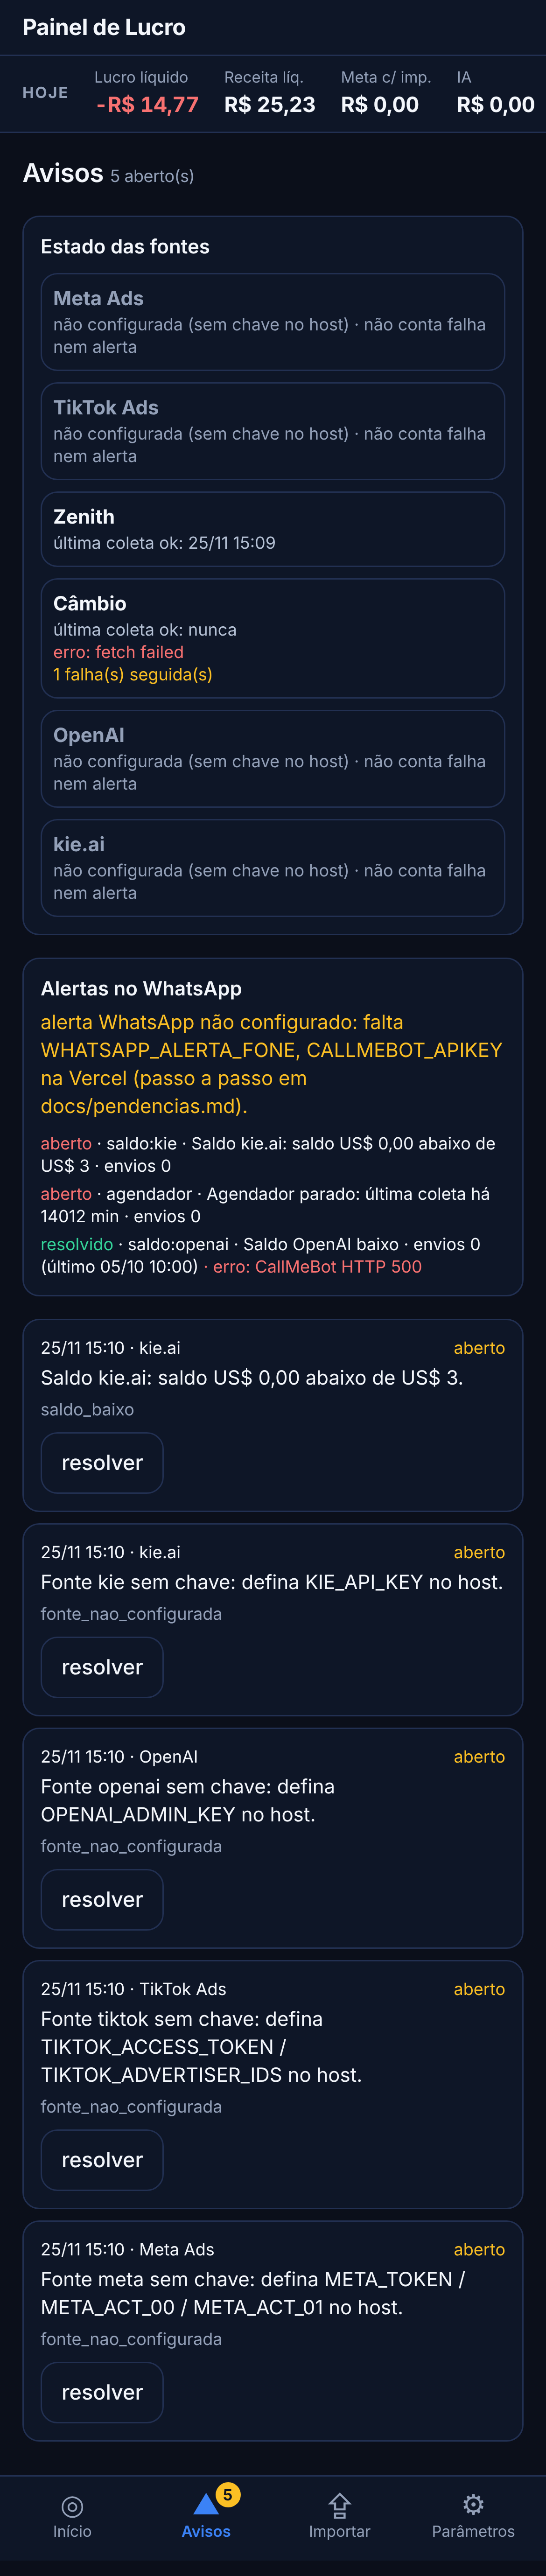 Painel de Lucro
HOJE
Lucro líquido
-R$ 14,77
Receita líq.
R$ 25,23
Meta c/ imp.
R$ 0,00
IA
R$ 0,00
Avisos 5 aberto(s)
Estado das fontes
Meta Ads
não configurada (sem chave no host) · não conta falha
nem alerta
TikTok Ads
não configurada (sem chave no host) · não conta falha
nem alerta
Zenith
última coleta ok: 25/11 15:09
Câmbio
última coleta ok: nunca
erro: fetch failed
1 falha(s) seguida(s)
OpenAI
não configurada (sem chave no host) · não conta falha
nem alerta
kie.ai
não configurada (sem chave no host) · não conta falha
nem alerta
Alertas no WhatsApp
alerta WhatsApp não configurado: falta
WHATSAPP_ALERTA_FONE, CALLMEBOT_APIKEY
na Vercel (passo a passo em
docs/pendencias.md).
aberto · saldo:kie · Saldo kie.ai: saldo US$ 0,00 abaixo de
US$ 3 · envios 0
aberto · agendador · Agendador parado: última coleta há
14012 min · envios 0
resolvido · saldo:openai · Saldo OpenAI baixo · envios 0
(último 05/10 10:00) · erro: CallMeBot HTTP 500
25/11 15:10 · kie.ai aberto
Saldo kie.ai: saldo US$ 0,00 abaixo de US$ 3.
saldo_baixo
resolver
25/11 15:10 · kie.ai aberto
Fonte kie sem chave: defina KIE_API_KEY no host.
fonte_nao_configurada
resolver
25/11 15:10 · OpenAI aberto
Fonte openai sem chave: defina
OPENAI_ADMIN_KEY no host.
fonte_nao_configurada
resolver
25/11 15:10 · TikTok Ads aberto
Fonte tiktok sem chave: defina
TIKTOK_ACCESS_TOKEN /
TIKTOK_ADVERTISER_IDS no host.
fonte_nao_configurada
resolver
25/11 15:10 · Meta Ads aberto
Fonte meta sem chave: defina META_TOKEN /
META_ACT_00 / META_ACT_01 no host.
fonte_nao_configurada
resolver
Início
5
Avisos
Importar
Parâmetros